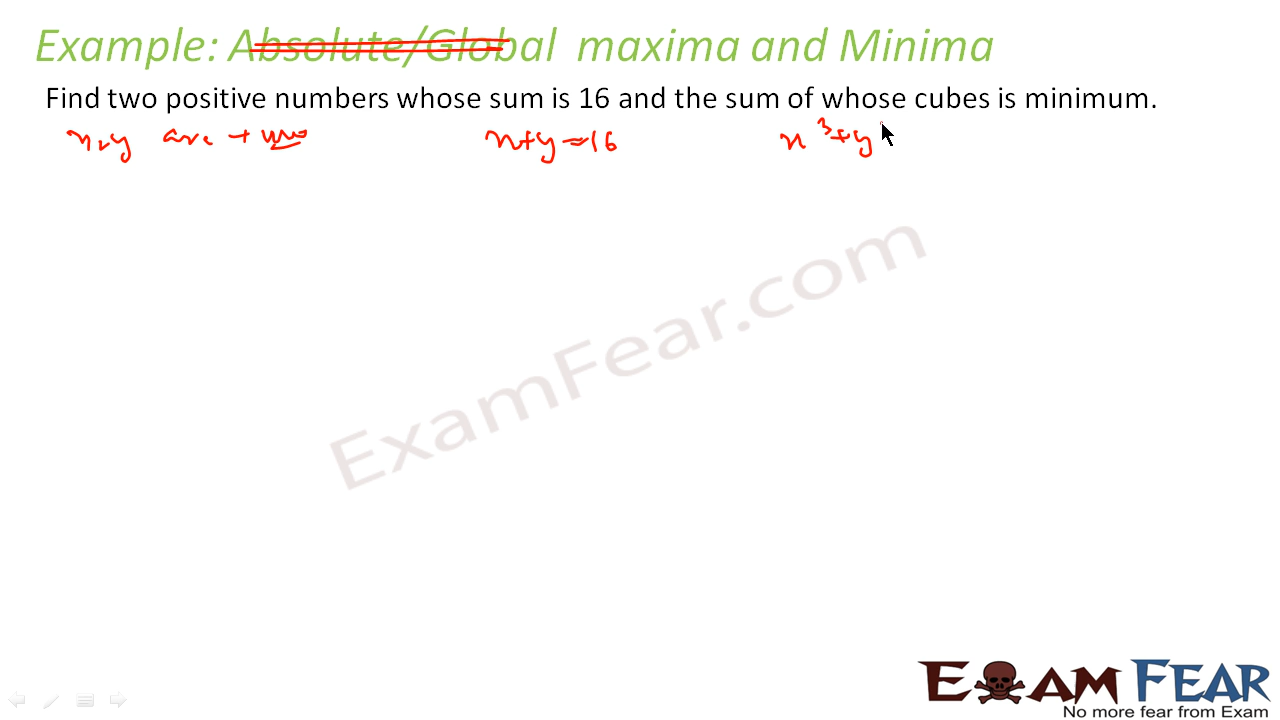 Example: Absolute/Global maxima and Minima
Find two positive numbers whose sum is 16 and the sum of whose cubes is minimum.
x, y are + x+y = 16 x³+y
ExamFear.com
EXAM FEAR
No more fear from Exam